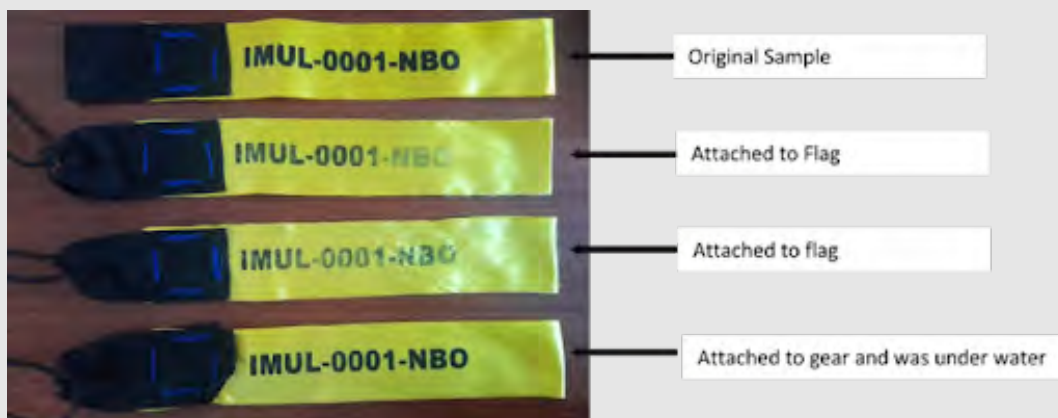 IMUL-0001-NBO
Original Sample
IMUL-0001-NBO
Attached to Flag
IMUL-0001-NBO
Attached to flag
IMUL-0001-NBO
Attached to gear and was under water